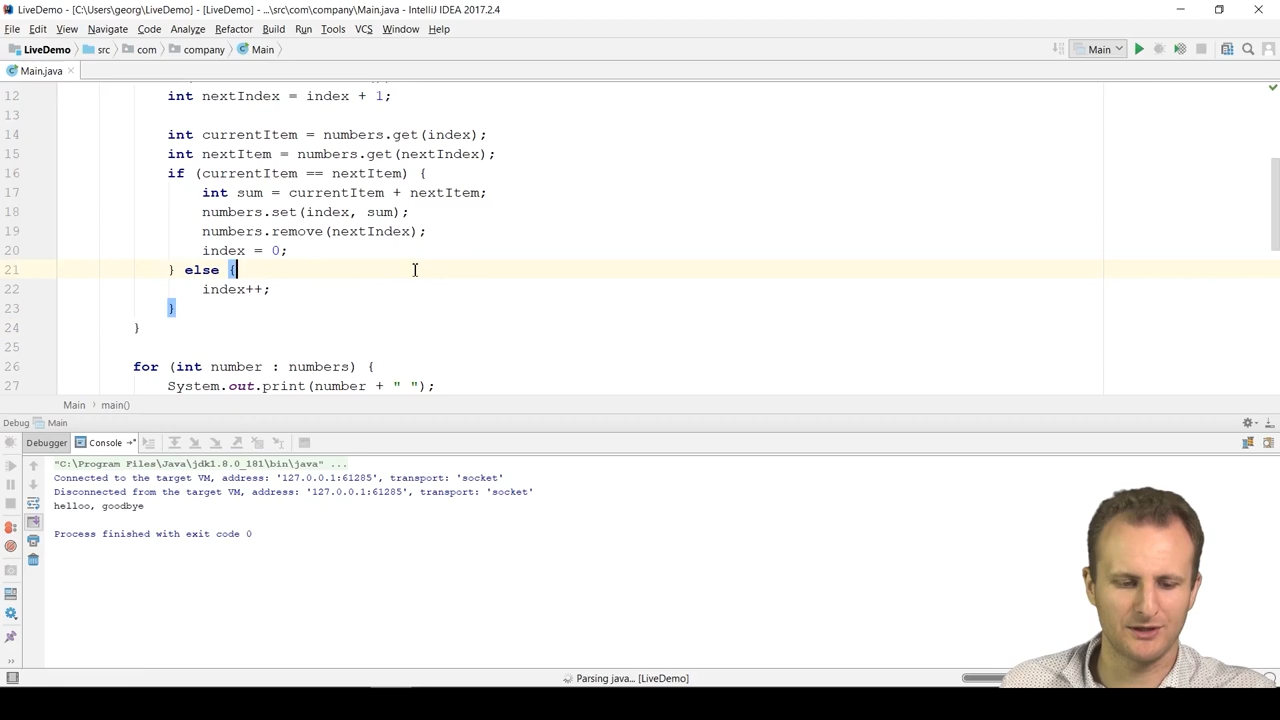 LiveDemo - [C:\Users\georg\LiveDemo] - [LiveDemo] - ...\src\com\company\Main.java - IntelliJ IDEA 2017.2.4
File Edit View Navigate Code Analyze Refactor Build Run Tools VCS Window Help
LiveDemo src com company Main Main
Main.java
12 int nextIndex = index + 1;
13
14 int currentItem = numbers.get(index);
15 int nextItem = numbers.get(nextIndex);
16 if (currentItem == nextItem) {
17 int sum = currentItem + nextItem;
18 numbers.set(index, sum);
19 numbers.remove(nextIndex);
20 index = 0;
21 } else {
22 index++;
23 }
24 }
25
26 for (int number : numbers) {
27 System.out.print(number + " ");
Main main()
Debug Main
Debugger Console
"C:\Program Files\Java\jdk1.8.0_181\bin\java" ...
Connected to the target VM, address: '127.0.0.1:61285', transport: 'socket'
Disconnected from the target VM, address: '127.0.0.1:61285', transport: 'socket'
helloo, goodbye
Process finished with exit code 0
Parsing java... [LiveDemo]